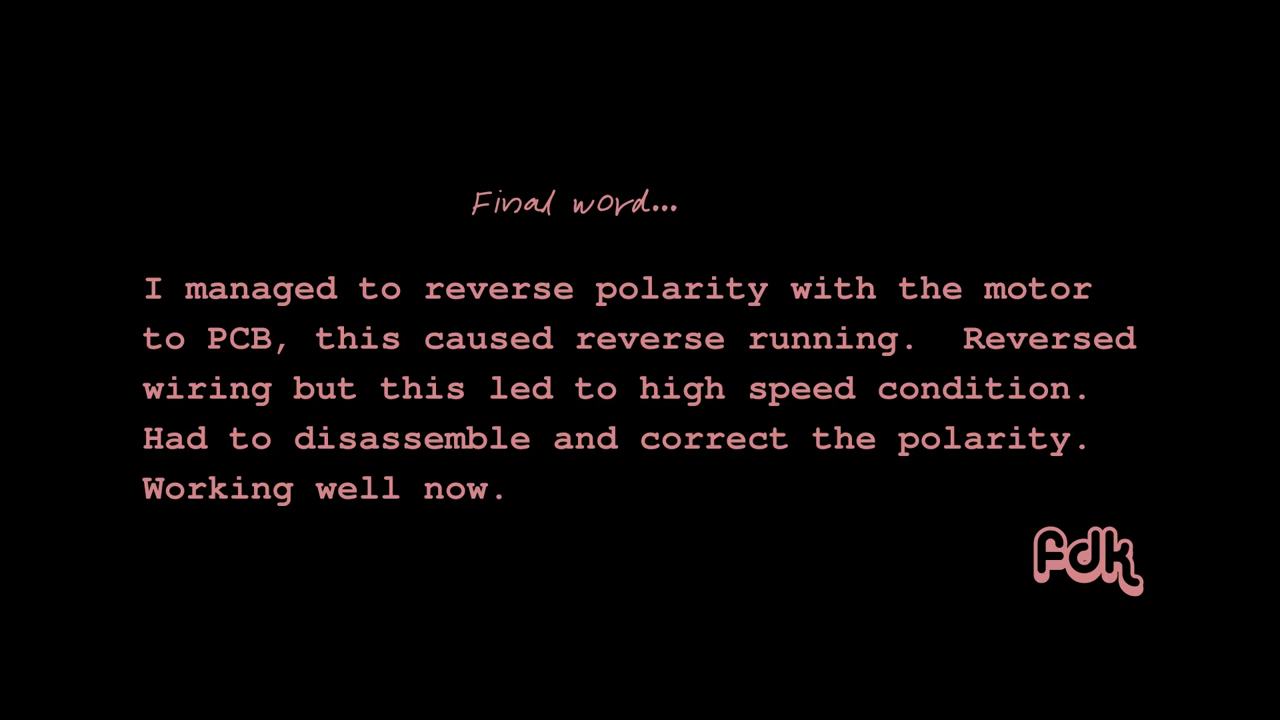 Final word...
I managed to reverse polarity with the motor
to PCB, this caused reverse running.  Reversed
wiring but this led to high speed condition.
Had to disassemble and correct the polarity.
Working well now.
fdk